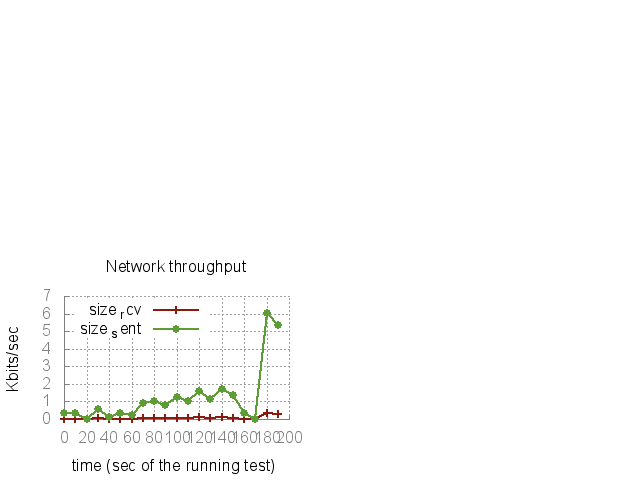 Network throughput
7
6
5
4
3
2
1
0
size rcv
size sent
Kbits/sec
0 20 40 60 80 100 120 140 160 180 200
time (sec of the running test)